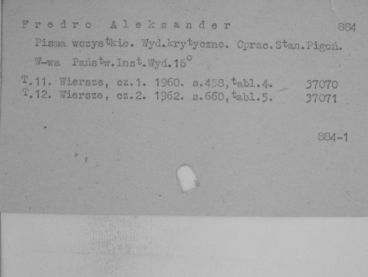 Fredro Aleksander 884
Pisma wszystkie. Wyd.krytyczne. Oprac.Stan.Pigoń.
W-wa Państw.Inst.Wyd.16°
T.11. Wiersze, cz.1. 1960. s.458,tabl.4. 37070
T.12. Wiersze, cz.2. 1962. s.660,tabl.5. 37071
884-1